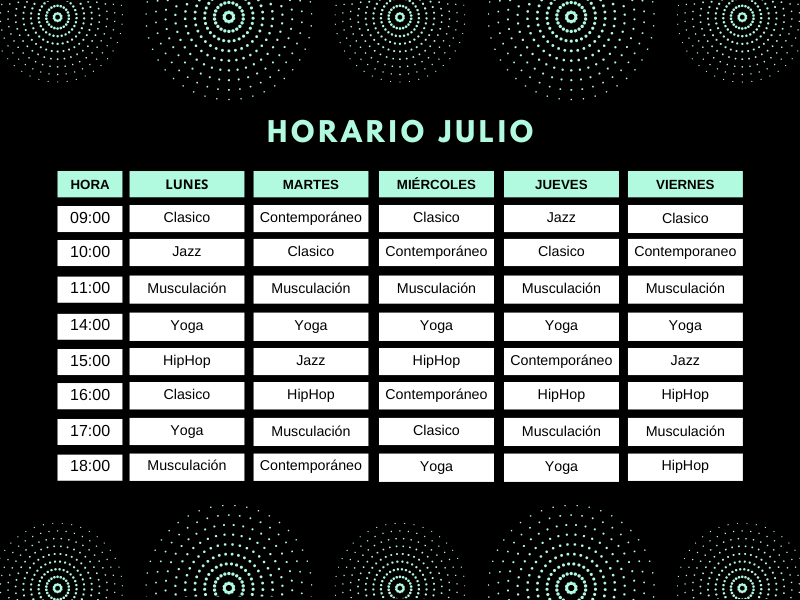 HORARIO JULIO
HORA LUNES MARTES MIÉRCOLES JUEVES VIERNES
09:00 Clasico Contemporáneo Clasico Jazz Clasico
10:00 Jazz Clasico Contemporáneo Clasico Contemporaneo
11:00 Musculación Musculación Musculación Musculación Musculación
14:00 Yoga Yoga Yoga Yoga Yoga
15:00 HipHop Jazz HipHop Contemporáneo Jazz
16:00 Clasico HipHop Contemporáneo HipHop HipHop
17:00 Yoga Musculación Clasico Musculación Musculación
18:00 Musculación Contemporáneo Yoga Yoga HipHop